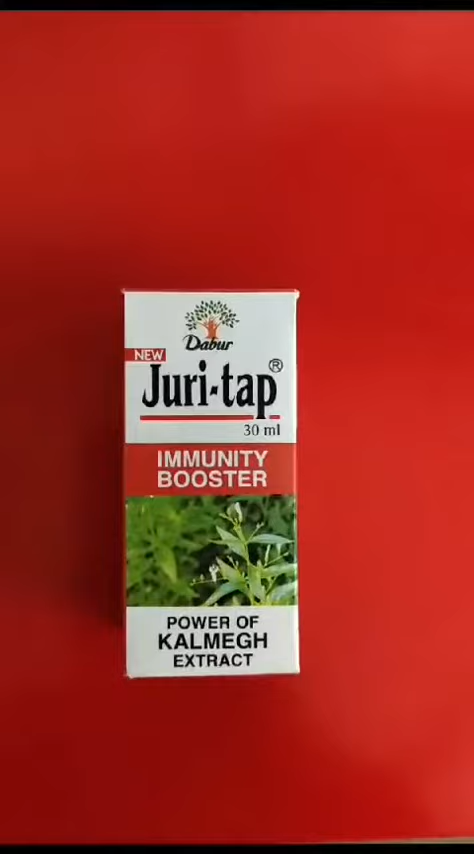 Dabur
NEW
Juri-tap®
30 ml
IMMUNITY
BOOSTER
POWER OF
KALMEGH
EXTRACT